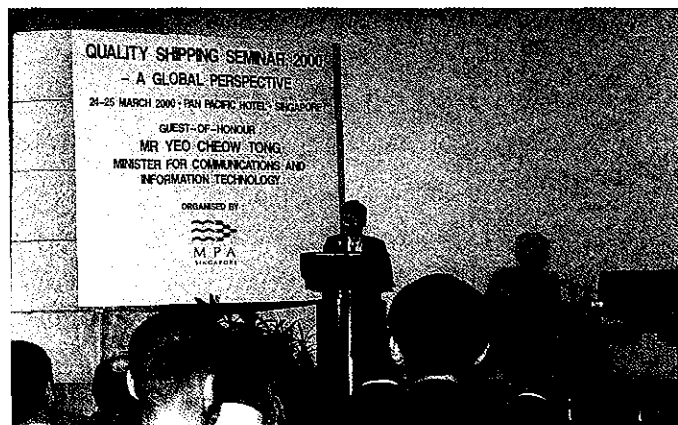 QUALITY SHIPPING SEMINAR 2000
- A GLOBAL PERSPECTIVE
24-25 MARCH 2000 · PAN PACIFIC HOTEL · SINGAPORE
GUEST-OF-HONOUR
MR YEO CHEOW TONG
MINISTER FOR COMMUNICATIONS AND
INFORMATION TECHNOLOGY
ORGANISED BY
MPA
SINGAPORE